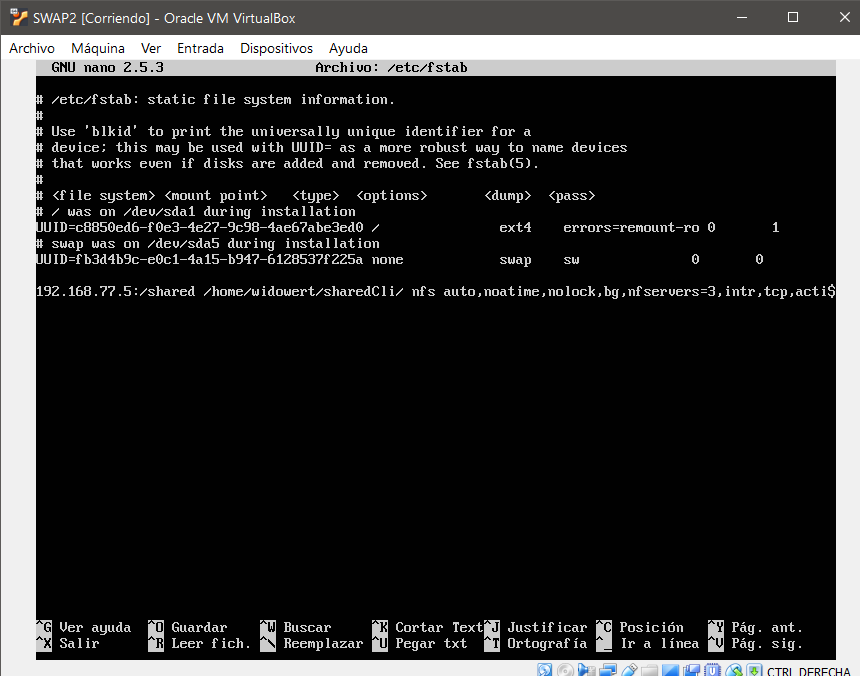 SWAP2 [Corriendo] - Oracle VM VirtualBox
Archivo Máquina Ver Entrada Dispositivos Ayuda
GNU nano 2.5.3 Archivo: /etc/fstab
# /etc/fstab: static file system information.
#
# Use 'blkid' to print the universally unique identifier for a
# device; this may be used with UUID= as a more robust way to name devices
# that works even if disks are added and removed. See fstab(5).
#
# <file system> <mount point> <type> <options> <dump> <pass>
# / was on /dev/sda1 during installation
UUID=c8850ed6-f0e3-4e27-9c98-4ae67abe3ed0 / ext4 errors=remount-ro 0 1
# swap was on /dev/sda5 during installation
UUID=fb3d4b9c-e0c1-4a15-b947-6128537f225a none swap sw 0 0
192.168.77.5:/shared /home/widowert/sharedCli/ nfs auto,noatime,nolock,bg,nfservers=3,intr,tcp,acti$
^G Ver ayuda ^O Guardar ^W Buscar ^K Cortar Text ^J Justificar ^C Posición ^Y Pág. ant.
^X Salir ^R Leer fich. ^\ Reemplazar ^U Pegar txt ^T Ortografía ^_ Ir a línea ^V Pág. sig.
CTRL DERECHA